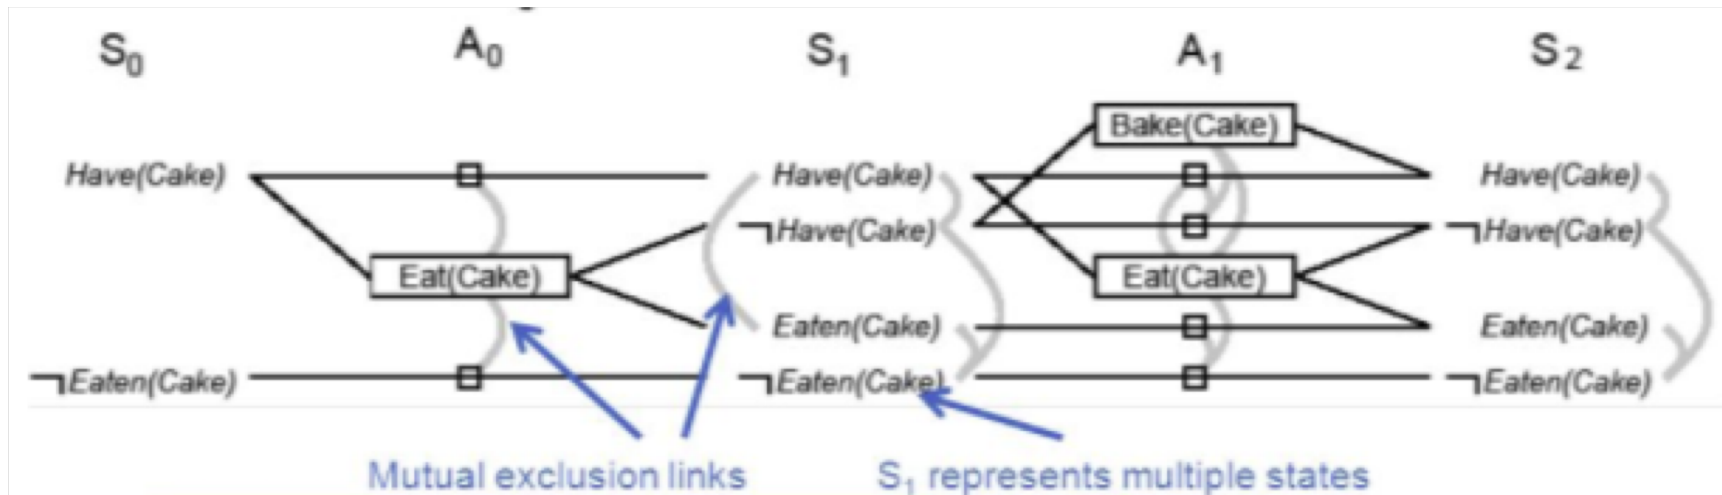 S₀ A₀ S₁ A₁ S₂
Bake(Cake)
Have(Cake) Have(Cake) Have(Cake)
¬Have(Cake) ¬Have(Cake)
Eat(Cake) Eat(Cake)
Eaten(Cake) Eaten(Cake)
¬Eaten(Cake) ¬Eaten(Cake) ¬Eaten(Cake)
Mutual exclusion links S₁ represents multiple states